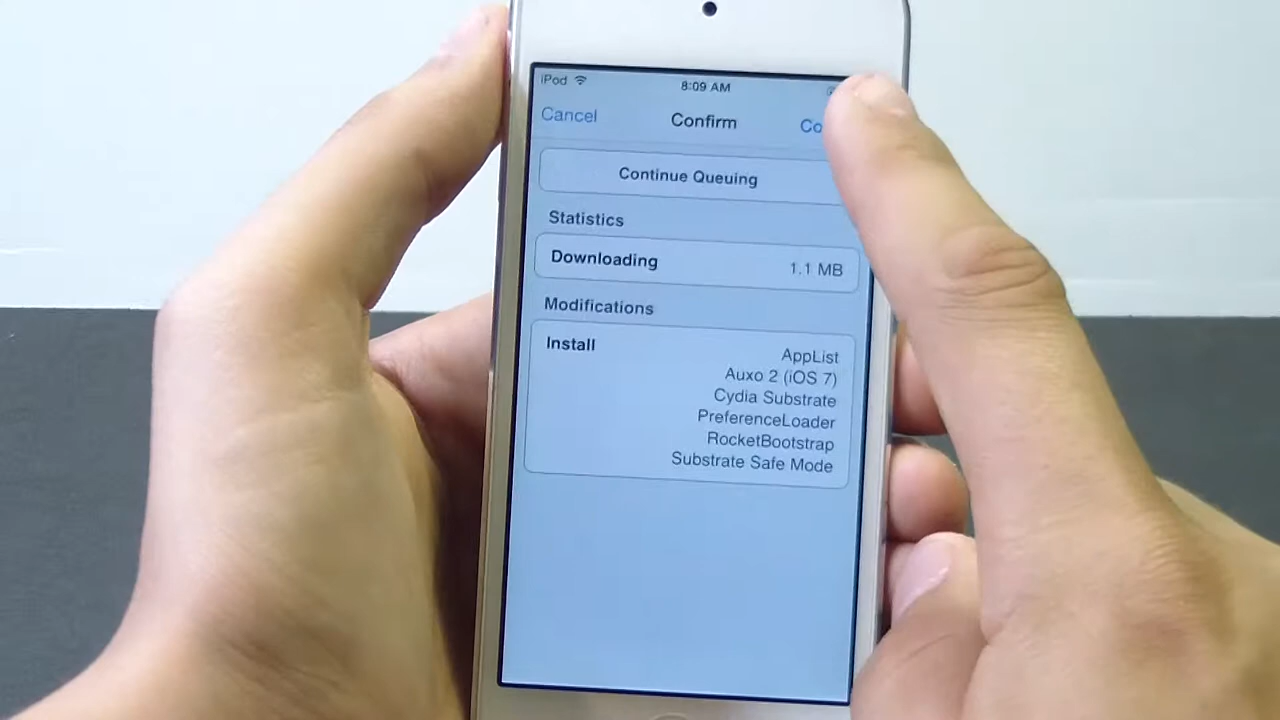 iPod 8:09 AM
Cancel Confirm Co
Continue Queuing
Statistics
Downloading 1.1 MB
Modifications
Install AppList
Auxo 2 (iOS 7)
Cydia Substrate
PreferenceLoader
RocketBootstrap
Substrate Safe Mode